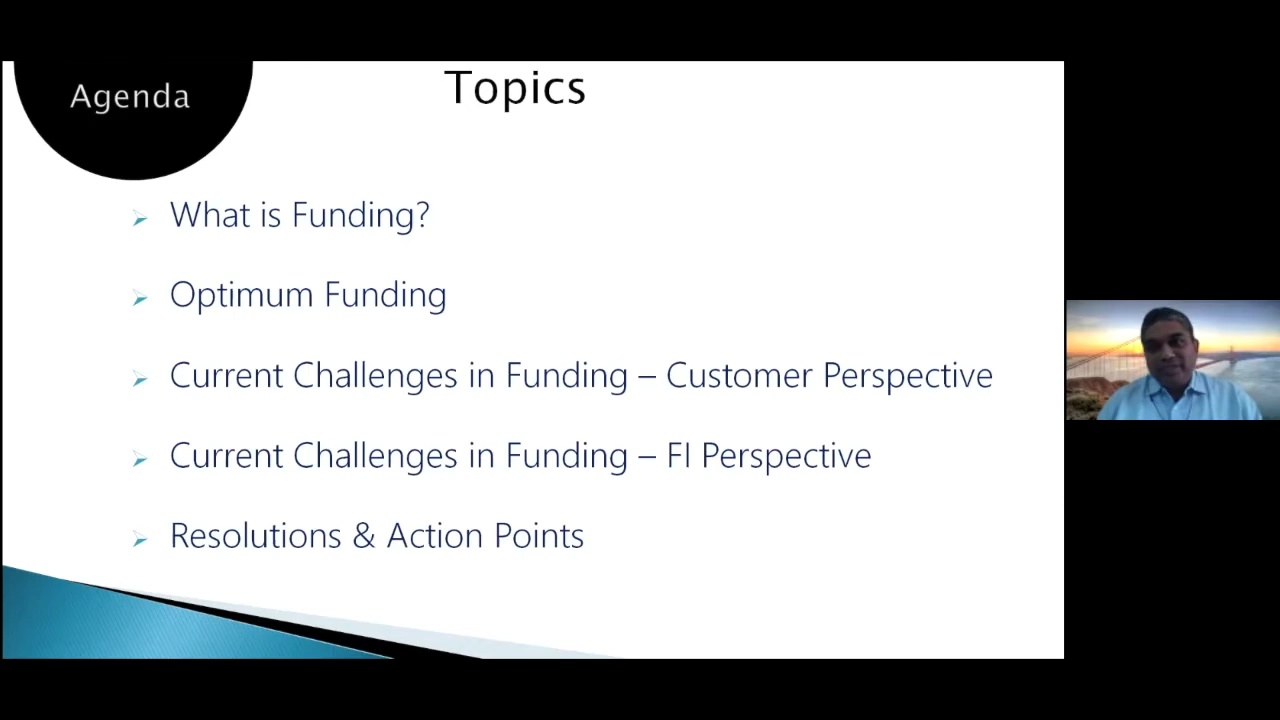 Agenda
Topics
What is Funding?
Optimum Funding
Current Challenges in Funding – Customer Perspective
Current Challenges in Funding – FI Perspective
Resolutions & Action Points